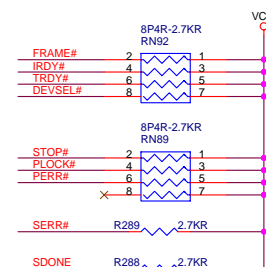 VC
8P4R-2.7KR
RN92
FRAME# 2 1
IRDY# 4 3
TRDY# 6 5
DEVSEL# 8 7
8P4R-2.7KR
RN89
STOP# 2 1
PLOCK# 4 3
PERR# 6 5
8 7
SERR# R289 2.7KR
SDONE R288 2.7KR